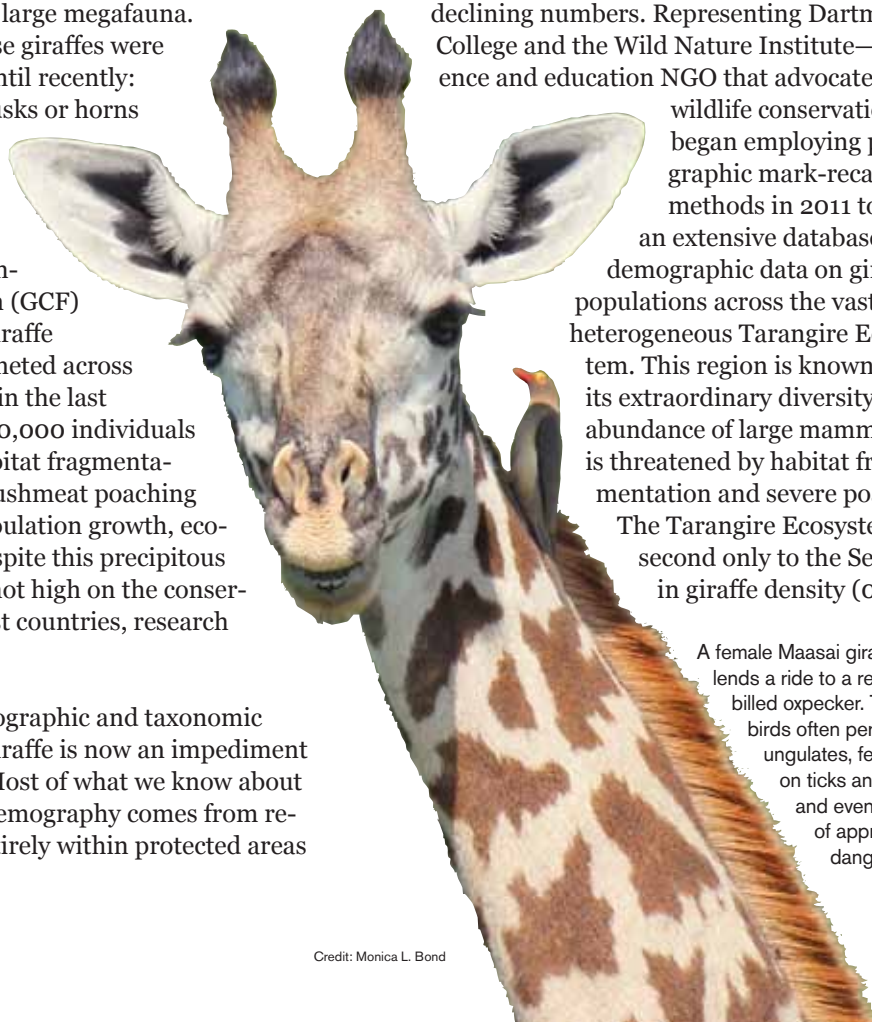 large megafauna.
se giraffes were
ntil recently:
usks or horns
n-
n (GCF)
raffe
meted across
in the last
0,000 individuals
bitat fragmenta-
ushmeat poaching
pulation growth, eco-
spite this precipitous
not high on the conser-
st countries, research
ographic and taxonomic
iraffe is now an impediment
Most of what we know about
emography comes from re-
tirely within protected areas
declining numbers. Representing Dartm
College and the Wild Nature Institute—
ence and education NGO that advocate
wildlife conservatio
began employing p
graphic mark-reca
methods in 2011 to
an extensive database
demographic data on gir
populations across the vast
heterogeneous Tarangire Ec
tem. This region is known
its extraordinary diversity
abundance of large mamm
is threatened by habitat fr
mentation and severe po
The Tarangire Ecosyste
second only to the Se
in giraffe density (0
A female Maasai gira
lends a ride to a re
billed oxpecker. T
birds often per
ungulates, fe
on ticks an
and even
of appr
dang
Credit: Monica L. Bond